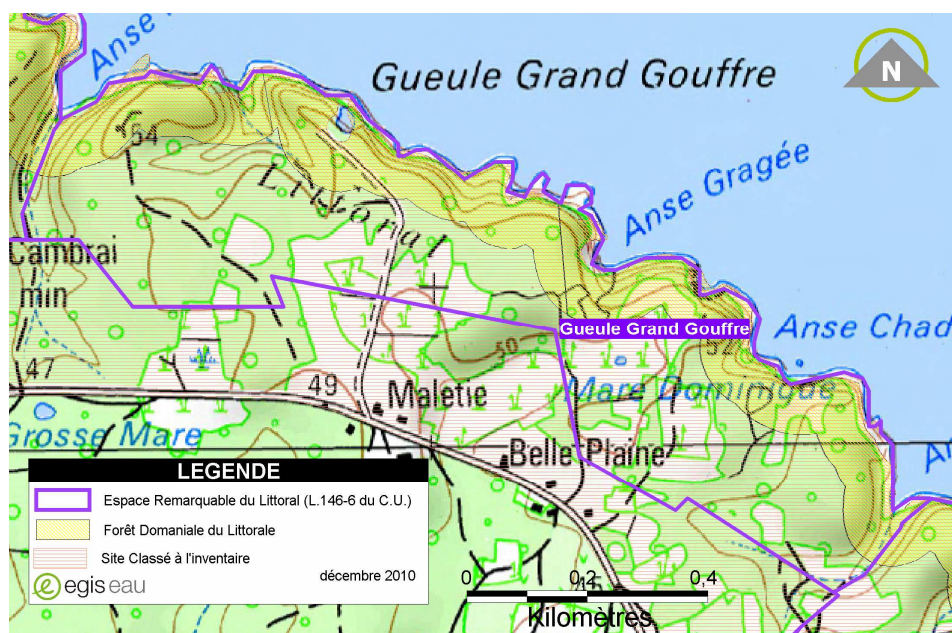 Anse
Gueule Grand Gouffre
N
64
Littoral
Anse Gragée
Cambrai
min
Gueule Grand Gouffre
Anse Chad
52
50
47
49
Maletie
Mare Dominique
Grosse Mare
Belle-Plaine
LEGENDE
Espace Remarquable du Littoral (L.146-6 du C.U.)
Forêt Domaniale du Littorale
Site Classé à l'inventaire
egis eau
décembre 2010
0 0,2 0,4
Kilomètres